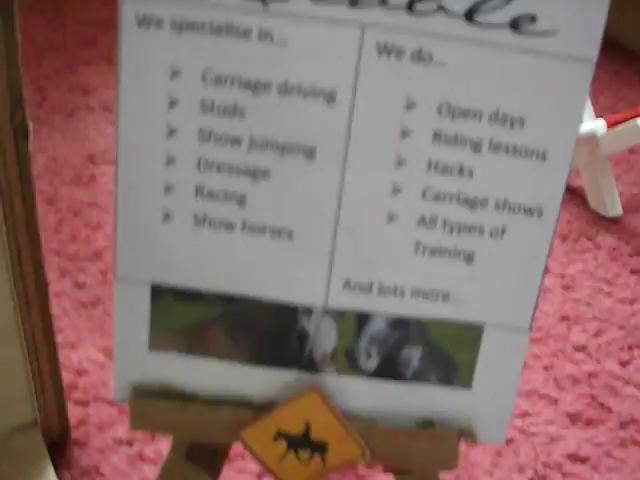 We specialise in...
Carriage driving
Studs
Show jumping
Dressage
Racing
Show horses
We do...
Open days
Riding lessons
Hacks
Carriage shows
All types of
Training
And lots more...